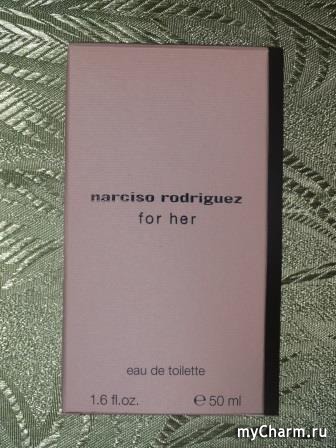 narciso rodriguez
for her
eau de toilette
1.6 fl.oz. e 50 ml
myCharm.ru